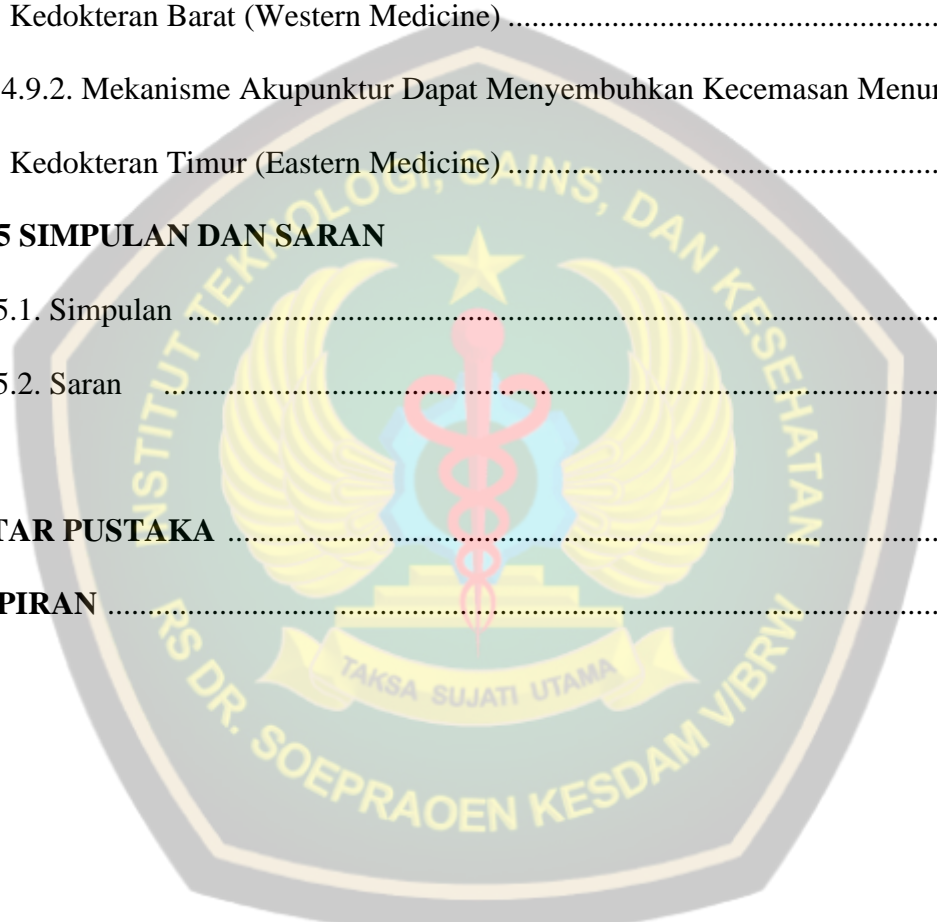 Kedokteran Barat (Western Medicine) ................................................
4.9.2. Mekanisme Akupunktur Dapat Menyembuhkan Kecemasan
Kedokteran Timur (Eastern Medicine) ................................................
5 SIMPULAN DAN SARAN
5.1. Simpulan ................................................................................
5.2. Saran ................................................................................
TAR PUSTAKA ................................................................................
PIRAN ................................................................................
INSTITUT TEKNOLOGI, SAINS, DAN KESEHATAN
TAKSA SUJATI UTAMA
RS DR. SOEPRAOEN KESDAM V/BRW